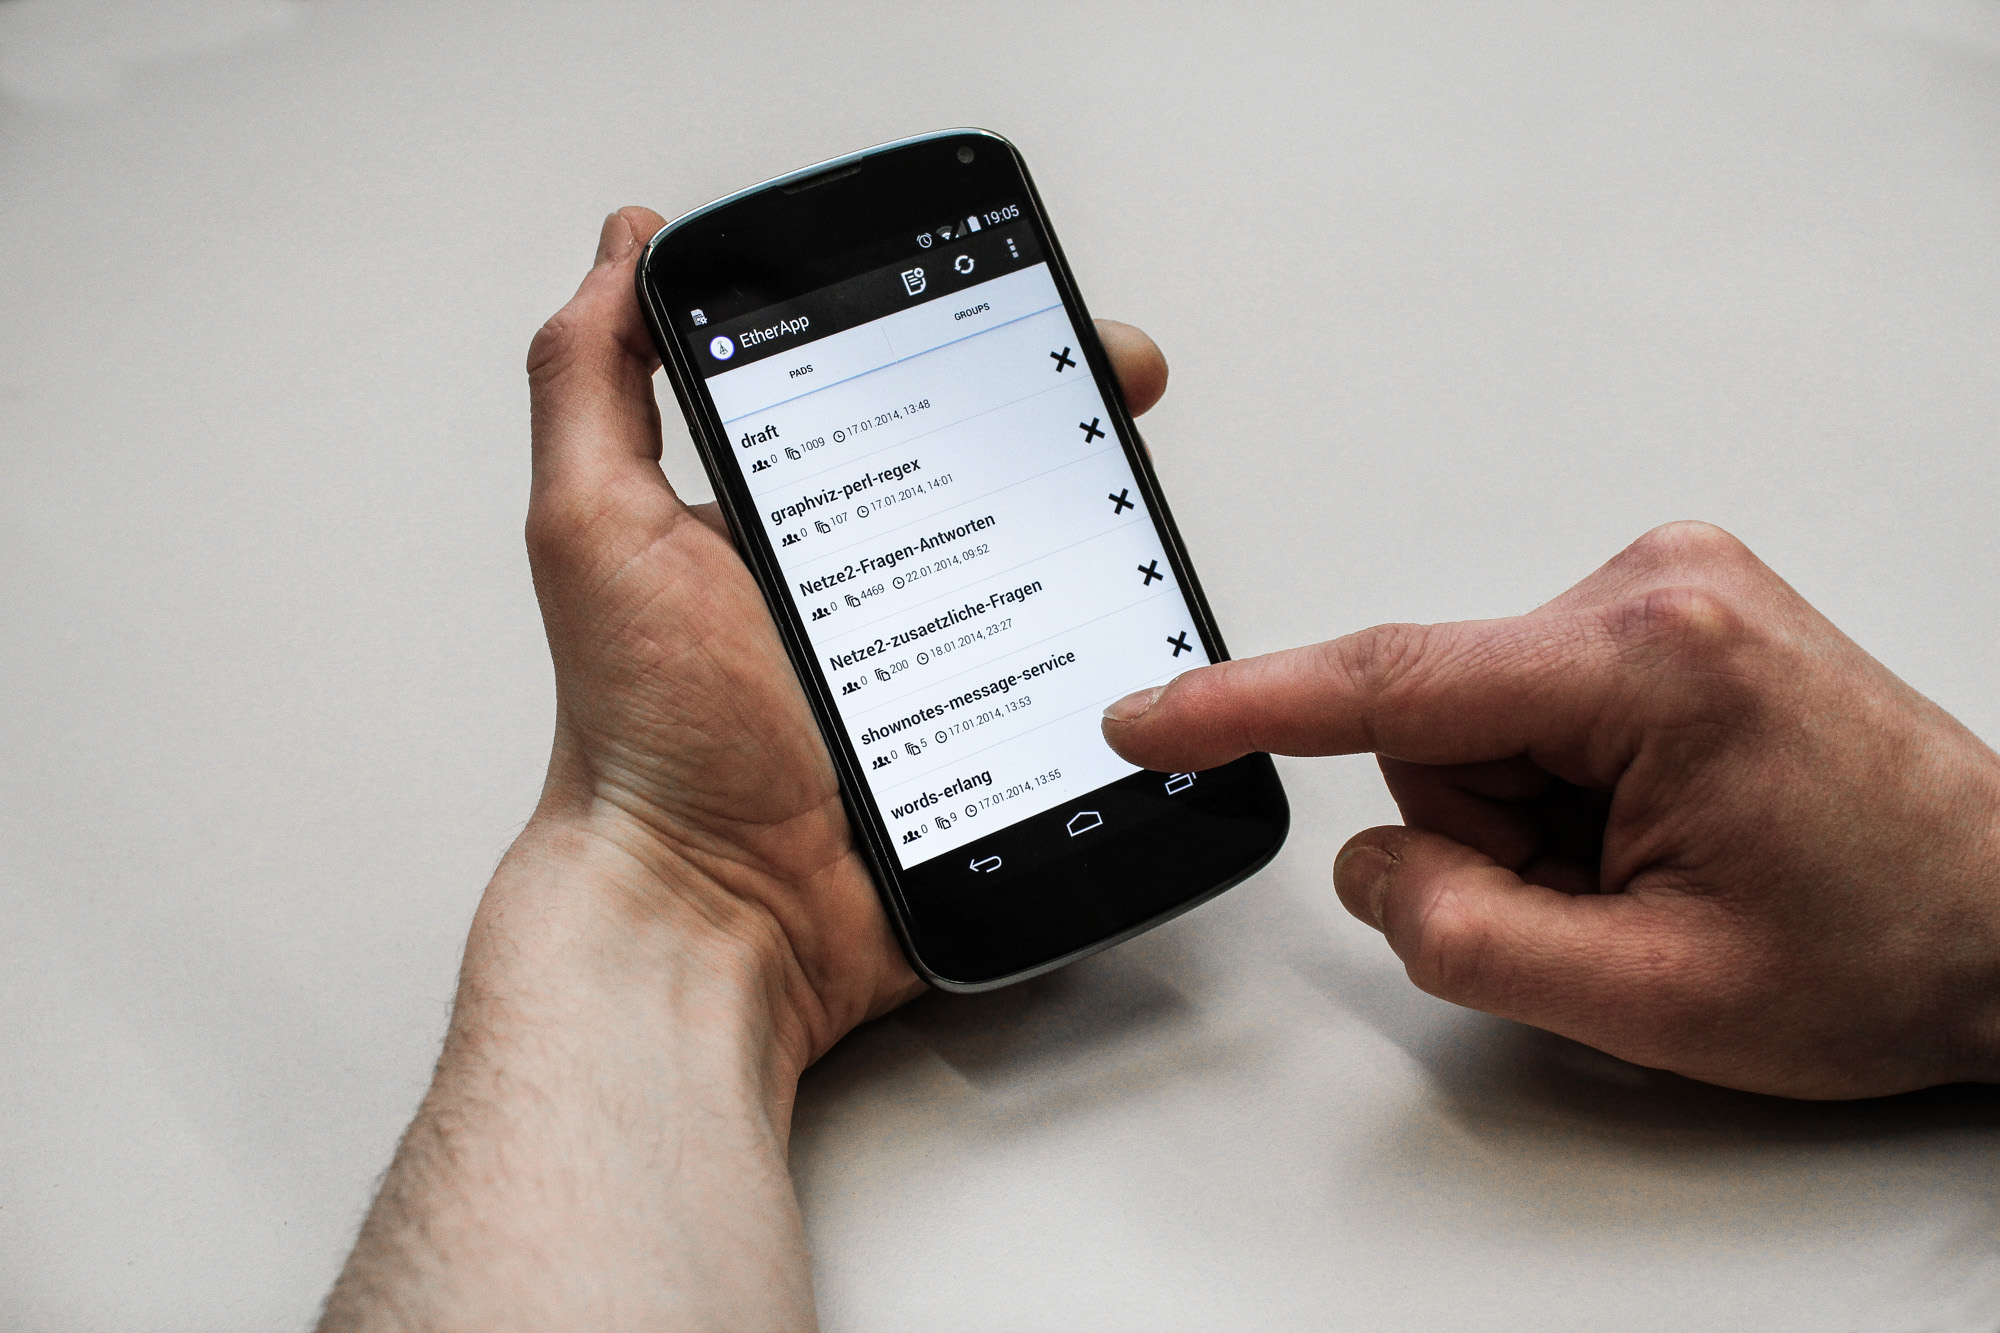 19:05
EtherApp
PADS
GROUPS
draft
0 1009 17.01.2014, 13:48
graphviz-perl-regex
0 107 17.01.2014, 14:01
Netze2-Fragen-Antworten
0 4469 22.01.2014, 09:52
Netze2-zusaetzliche-Fragen
0 200 18.01.2014, 23:27
shownotes-message-service
0 5 17.01.2014, 13:53
words-erlang
0 9 17.01.2014, 13:55